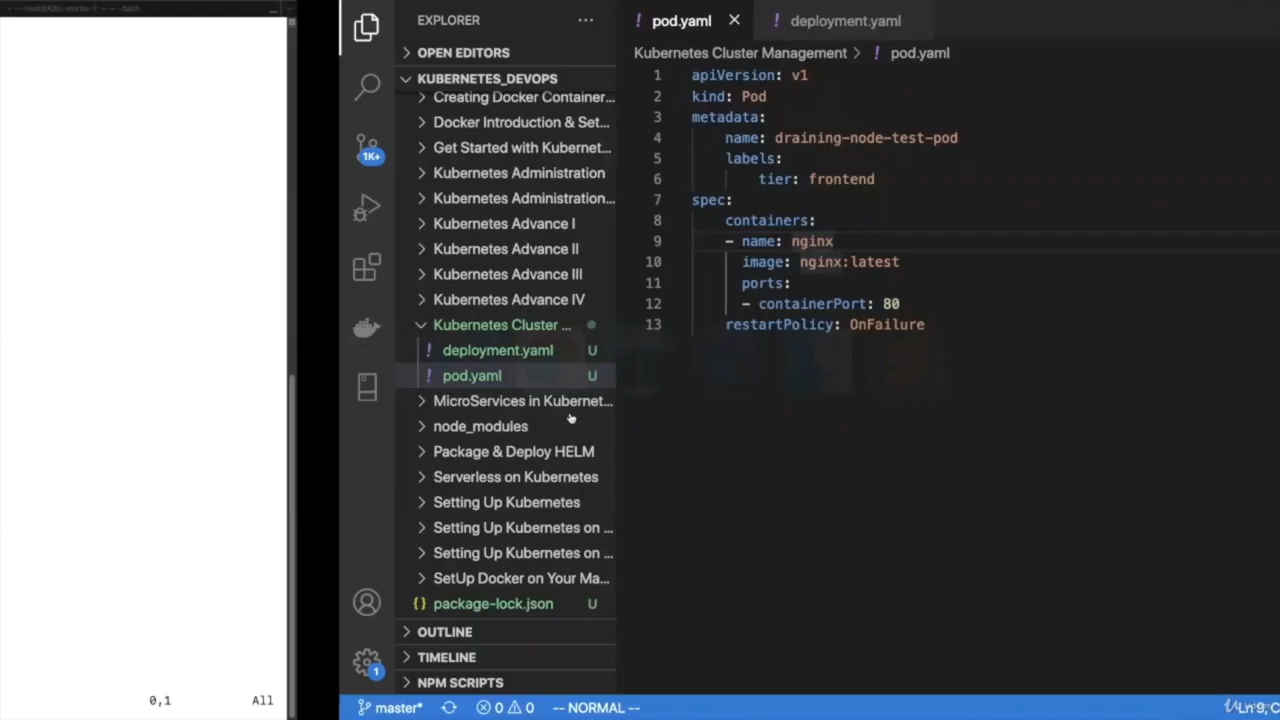 EXPLORER
OPEN EDITORS
KUBERNETES_DEVOPS
Creating Docker Container...
Docker Introduction & Set...
Get Started with Kubernet...
Kubernetes Administration
Kubernetes Administration...
Kubernetes Advance I
Kubernetes Advance II
Kubernetes Advance III
Kubernetes Advance IV
Kubernetes Cluster ...
! deployment.yaml U
! pod.yaml U
MicroServices in Kubernet...
node_modules
Package & Deploy HELM
Serverless on Kubernetes
Setting Up Kubernetes
Setting Up Kubernetes on ...
Setting Up Kubernetes on ...
SetUp Docker on Your Ma...
{} package-lock.json U
OUTLINE
TIMELINE
NPM SCRIPTS
1K+
1
! pod.yaml
! deployment.yaml
Kubernetes Cluster Management > ! pod.yaml
1 apiVersion: v1
2 kind: Pod
3 metadata:
4 name: draining-node-test-pod
5 labels:
6 tier: frontend
7 spec:
8 containers:
9 - name: nginx
10 image: nginx:latest
11 ports:
12 - containerPort: 80
13 restartPolicy: OnFailure
0,1 All
master* 0 0 -- NORMAL --
Ln 9, C